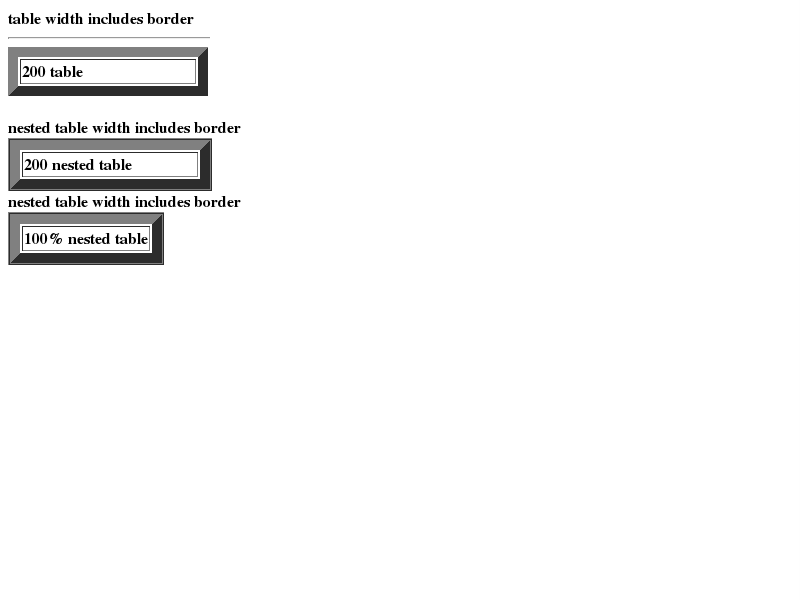 table width includes border
200 table
nested table width includes border
200 nested table
nested table width includes border
100% nested table